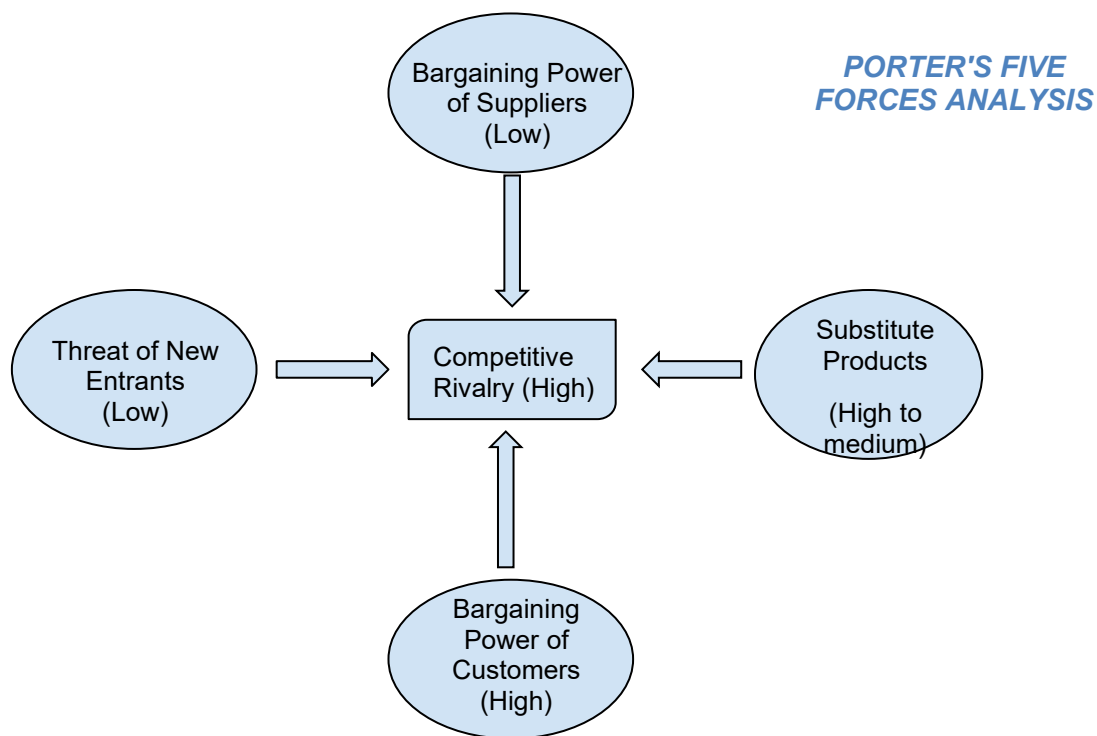 PORTER'S FIVE
FORCES ANALYSIS
Bargaining Power
of Suppliers
(Low)
Threat of New
Entrants
(Low)
Competitive
Rivalry (High)
Substitute
Products
(High to
medium)
Bargaining
Power of
Customers
(High)